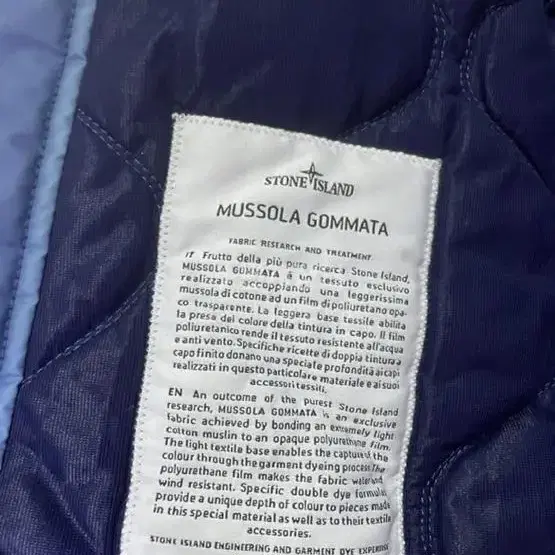 STONE ISLAND
MUSSOLA GOMMATA
FABRIC RESEARCH AND TREATMENT
IT Frutto della più pura ricerca Stone Island,
MUSSOLA GOMMATA è un tessuto esclusivo
realizzato accoppiando una leggerissima
mussola di cotone ad un film di poliuretano opa-
co trasparente. La leggera base tessile abilita
la presa del colore della tintura in capo. Il film
poliuretanico rende il tessuto resistente all'acqua
e anti vento. Specifiche ricette di doppia tintura a
capo finito donano una speciale profondità ai capi
realizzati in questo particolare materiale e ai suoi
accessori tessili.
EN An outcome of the purest Stone Island
research, MUSSOLA GOMMATA is an exclusive
fabric achieved by bonding an extremely light
cotton muslin to an opaque polyurethane film.
The light textile base enables the capture of the
colour through the garment dyeing process. The
polyurethane film makes the fabric water and
wind resistant. Specific double dye formulas
provide a unique depth of colour to pieces made
in this special material as well as to their textile
accessories.
STONE ISLAND ENGINEERING AND GARMENT DYE EXPERTISE